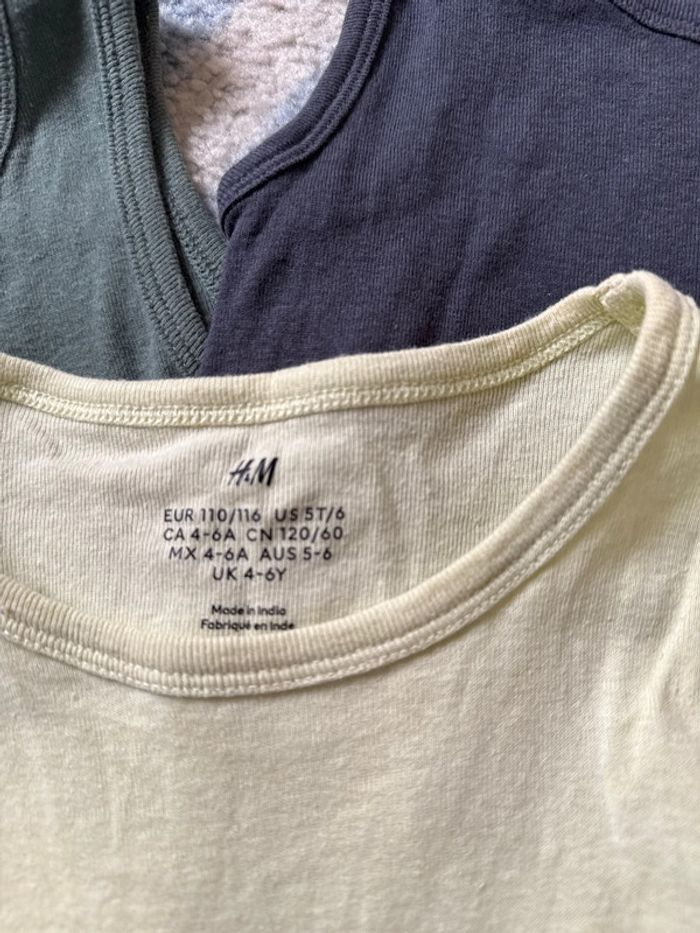 H&M
EUR 110/116 US 5T/6
CA 4-6A CN 120/60
MX 4-6A AUS 5-6
UK 4-6Y
Made in India
Fabriqué en Inde